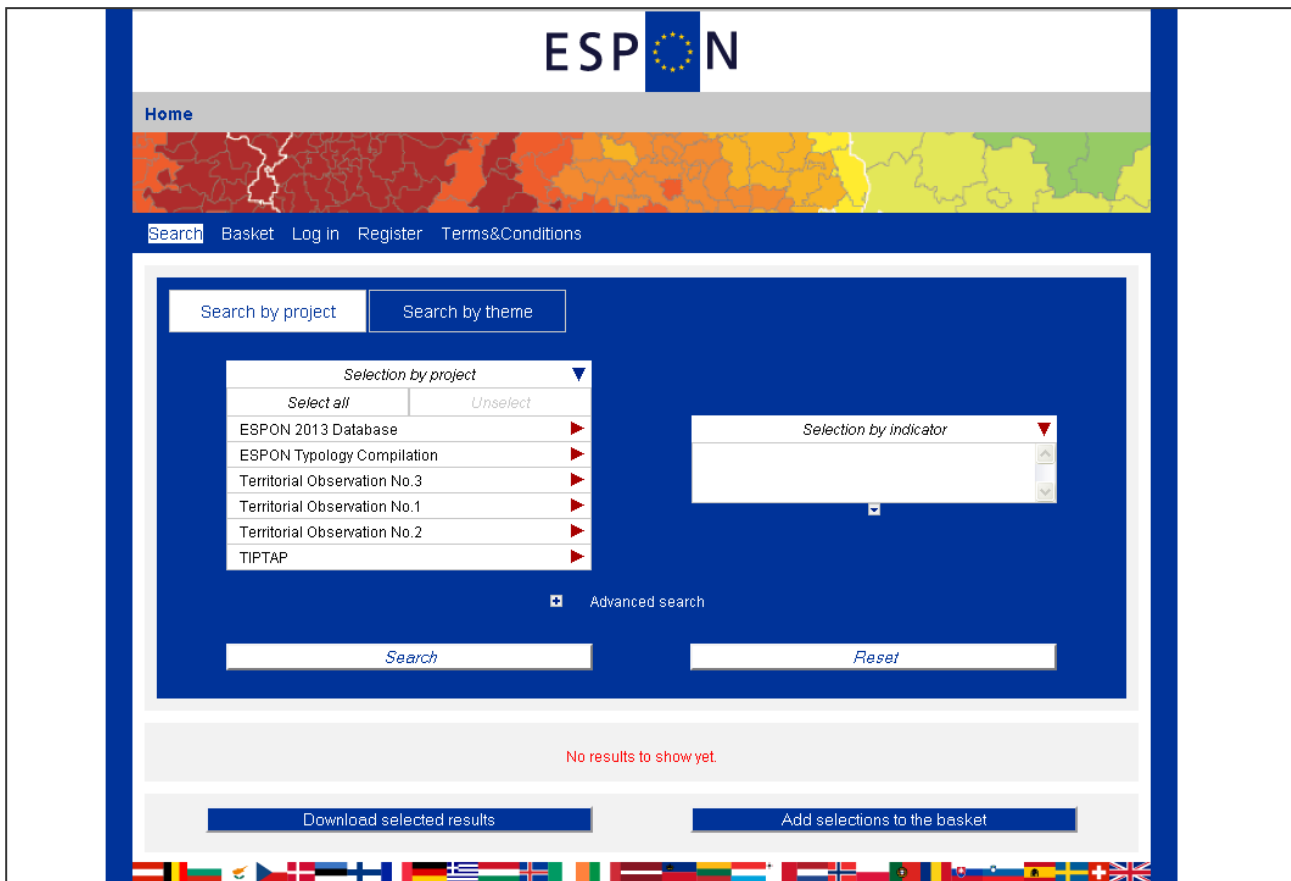 ESPON
Home
Search Basket Log in Register Terms&Conditions
Search by project Search by theme
Selection by project
Select all Unselect
ESPON 2013 Database
ESPON Typology Compilation
Territorial Observation No.3
Territorial Observation No.1
Territorial Observation No.2
TIPTAP
Selection by indicator
Advanced search
Search Reset
No results to show yet.
Download selected results Add selections to the basket